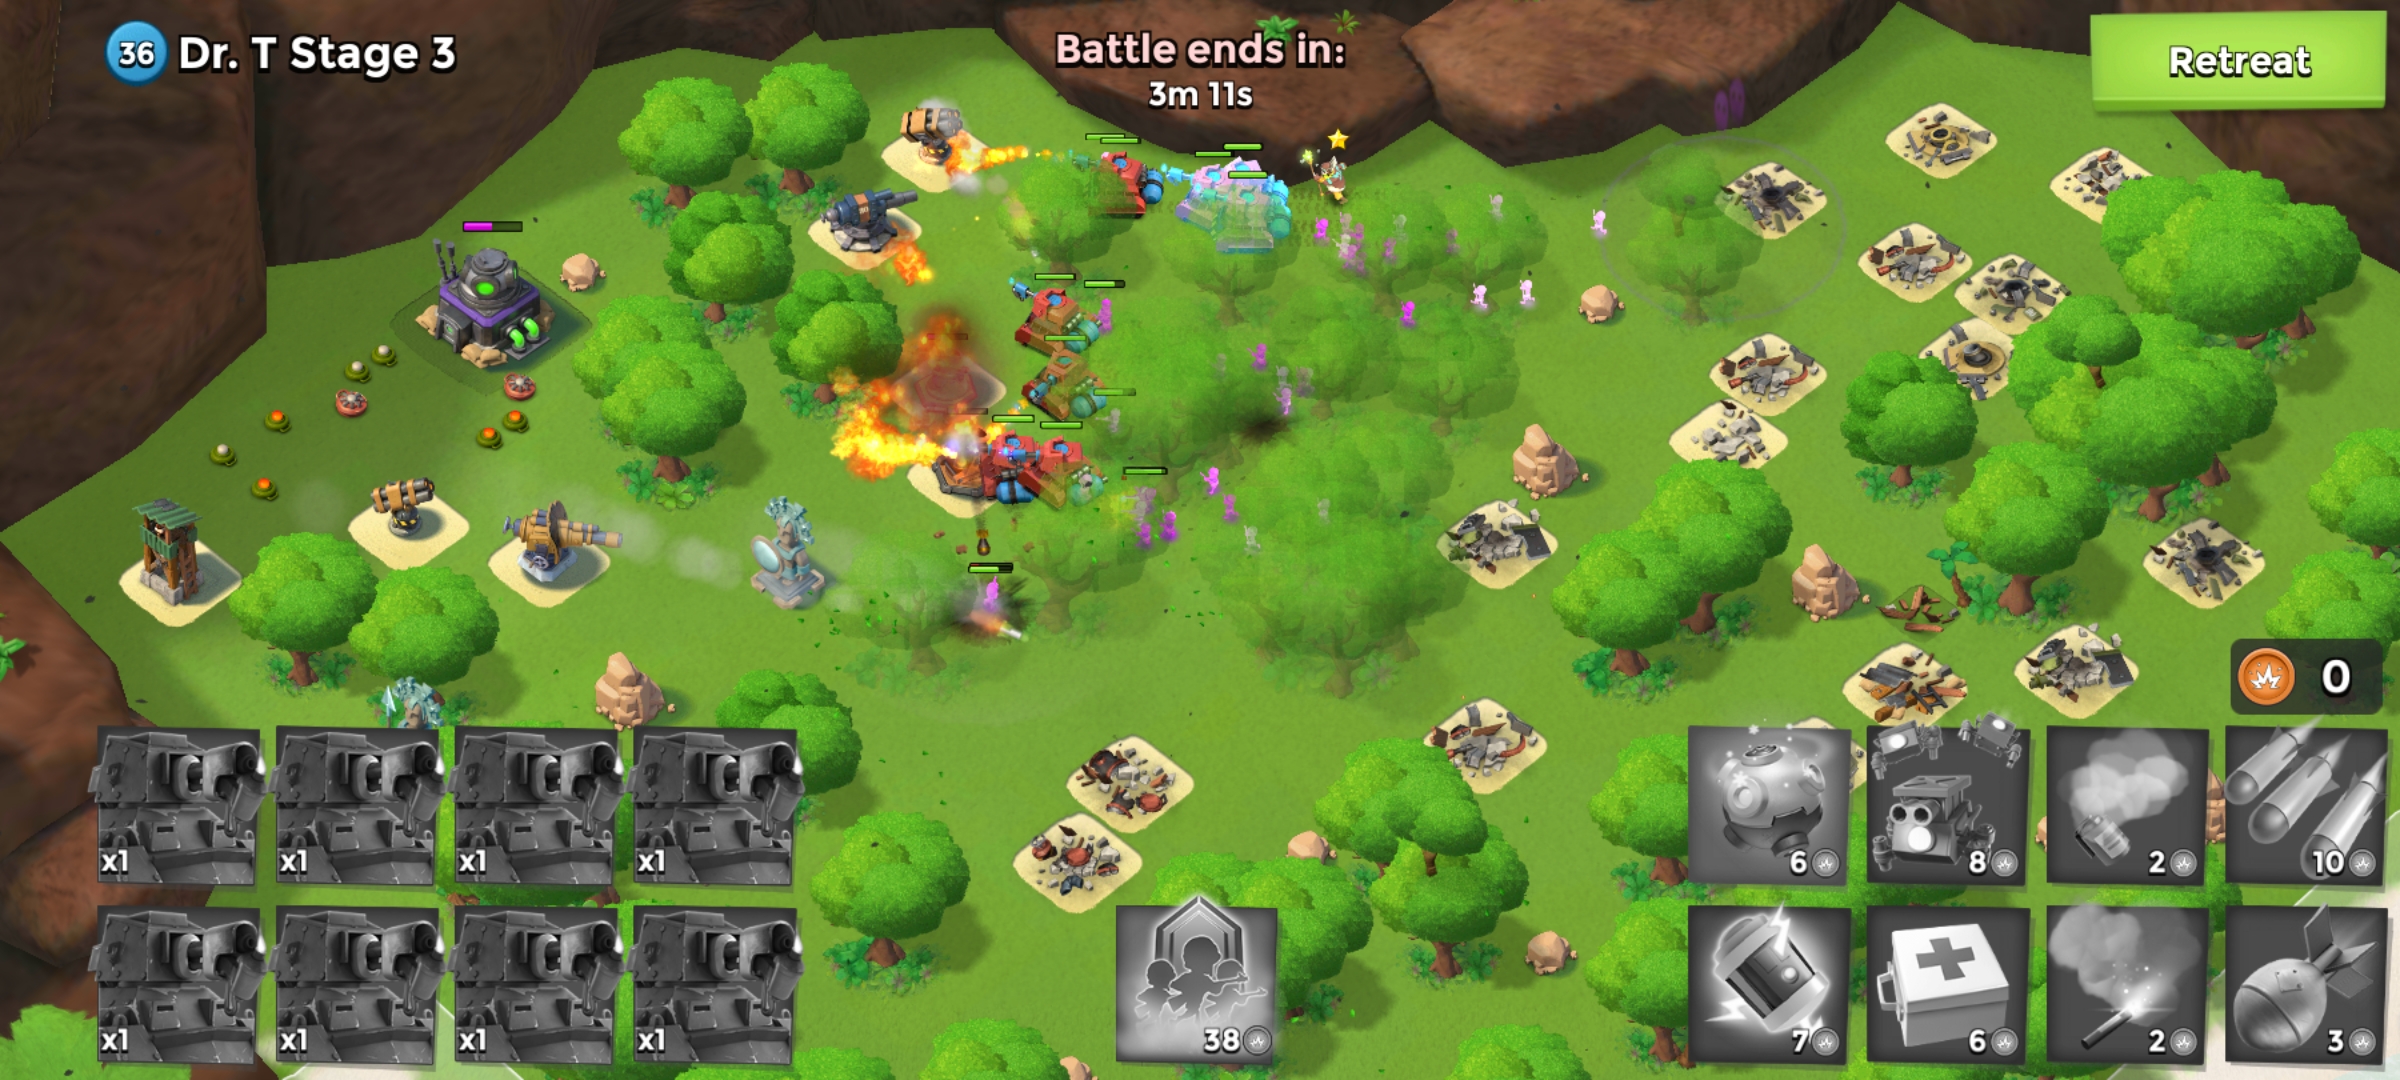 36 Dr. T Stage 3
Battle ends in:
3m 11s
Retreat
0
x1 x1 x1 x1
6 8 2 10
x1 x1 x1 x1
38
7 6 2 3